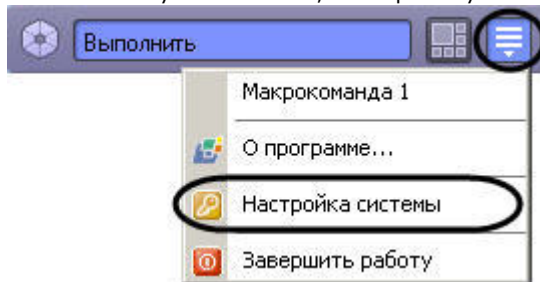 Выполнить
Макрокоманда 1
О программе...
Настройка системы
Завершить работу